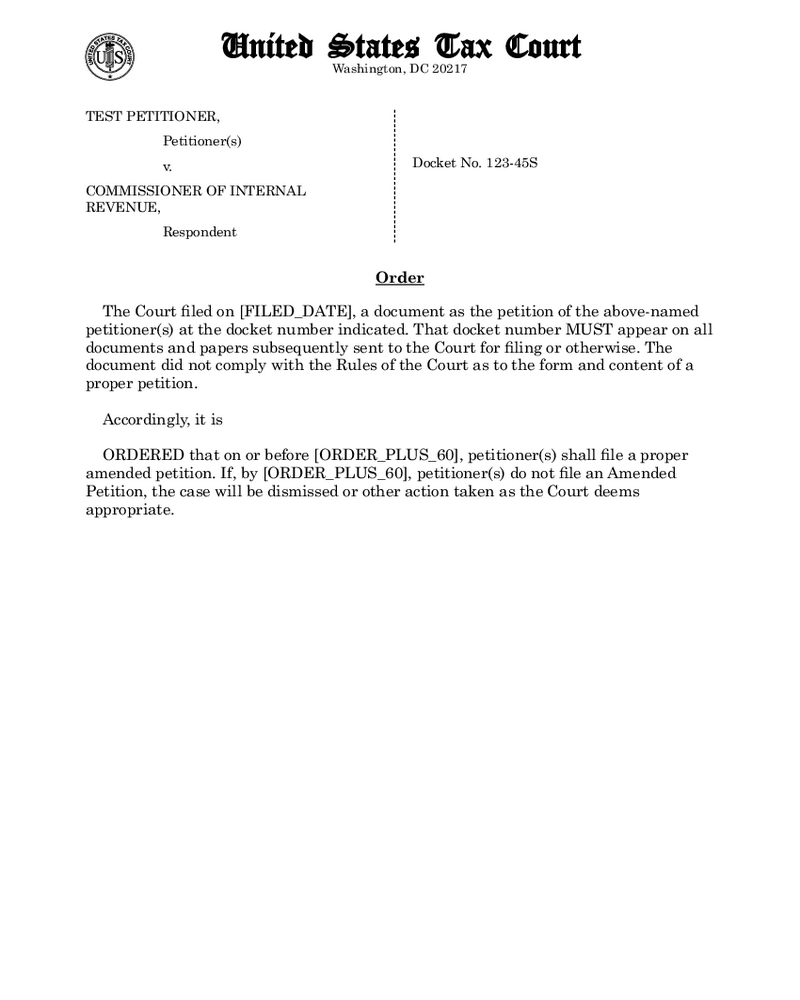 UNITED STATES TAX COURT
US
United States Tax Court
Washington, DC 20217
TEST PETITIONER,
Petitioner(s)
v.
Docket No. 123-45S
COMMISSIONER OF INTERNAL
REVENUE,
Respondent
Order
The Court filed on [FILED_DATE], a document as the petition of the above-named
petitioner(s) at the docket number indicated. That docket number MUST appear on all
documents and papers subsequently sent to the Court for filing or otherwise. The
document did not comply with the Rules of the Court as to the form and content of a
proper petition.
Accordingly, it is
ORDERED that on or before [ORDER_PLUS_60], petitioner(s) shall file a proper
amended petition. If, by [ORDER_PLUS_60], petitioner(s) do not file an Amended
Petition, the case will be dismissed or other action taken as the Court deems
appropriate.